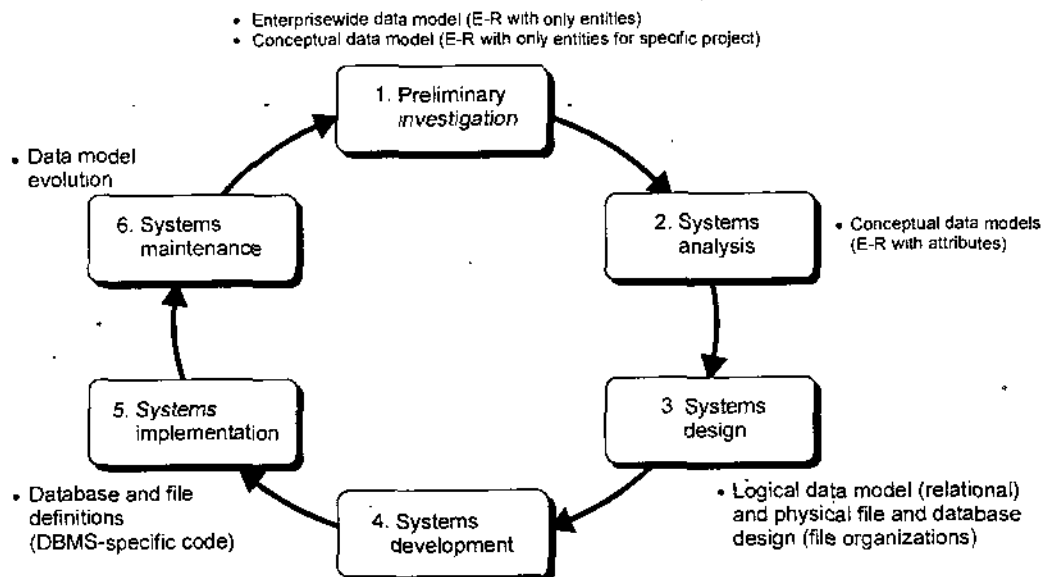 • Enterprisewide data model (E-R with only entities)
• Conceptual data model (E-R with only entities for specific project)
1. Preliminary
investigation
• Data model
evolution
6. Systems
maintenance
2. Systems
analysis
• Conceptual data models
(E-R with attributes)
5. Systems
implementation
3 Systems
design
• Database and file
definitions
(DBMS-specific code)
4. Systems
development
• Logical data model (relational)
and physical file and database
design (file organizations)